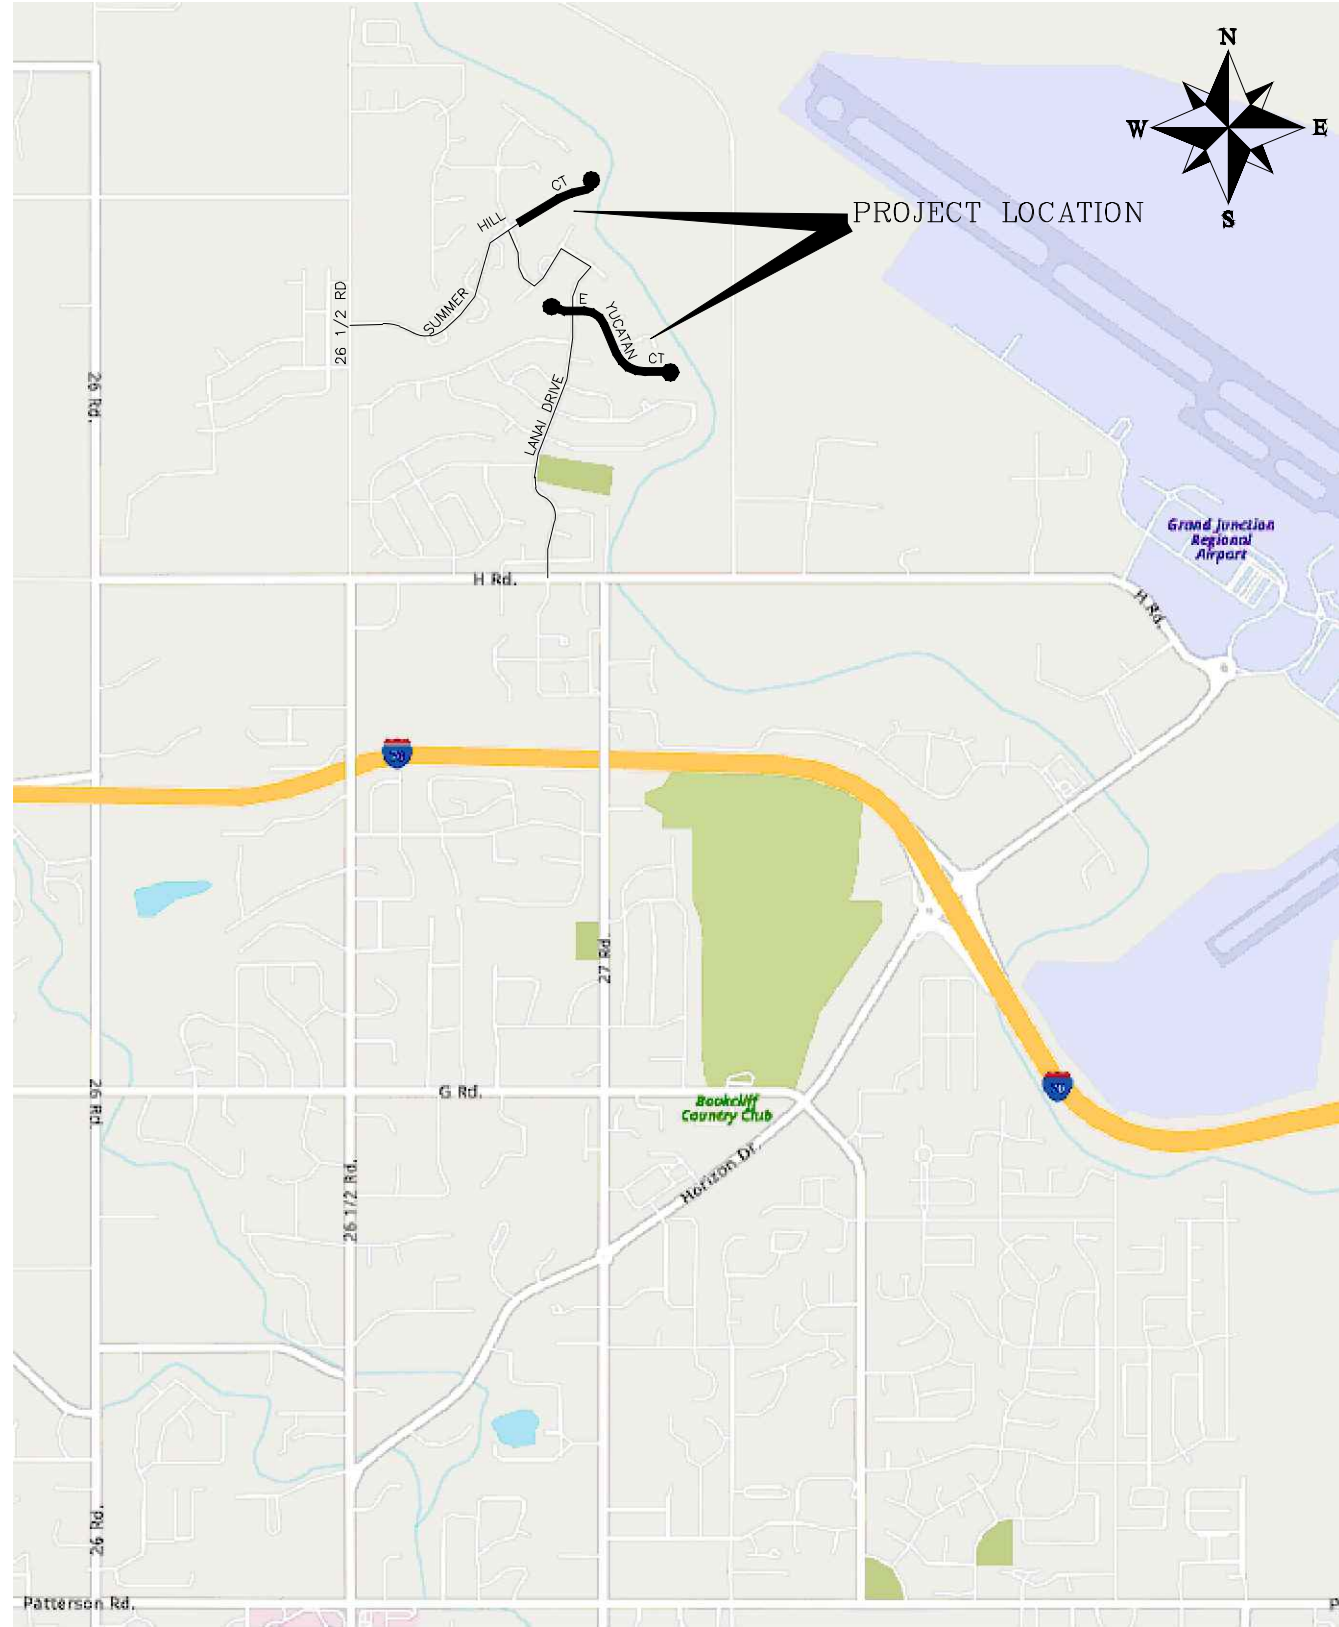 N
W
E
S
PROJECT LOCATION
CT
HILL
SUMMER
26 1/2 RD
E
YUCATAN
CT
LANAI DRIVE
26 Rd.
Grand Junction
Regional
Airport
H Rd.
H Rd.
70
27 Rd.
70
26 Rd.
G Rd.
Bookcliff
Country Club
Horizon Dr.
26 1/2 Rd.
26 Rd.
Patterson Rd.
P